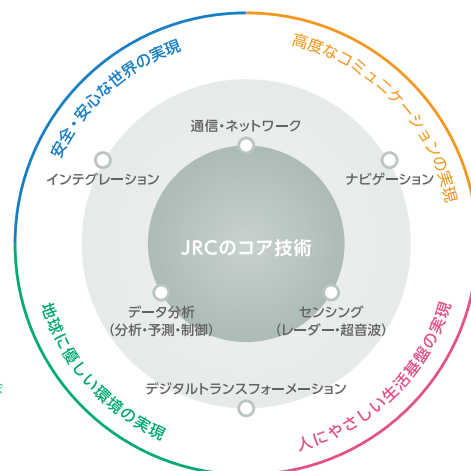 安全・安心な世界の実現
高度なコミュニケーションの実現
通信・ネットワーク
インテグレーション
ナビゲーション
JRCのコア技術
データ分析
(分析・予測・制御)
センシング
(レーダー・超音波)
デジタルトランスフォーメーション
地球に優しい環境の実現
人にやさしい生活基盤の実現